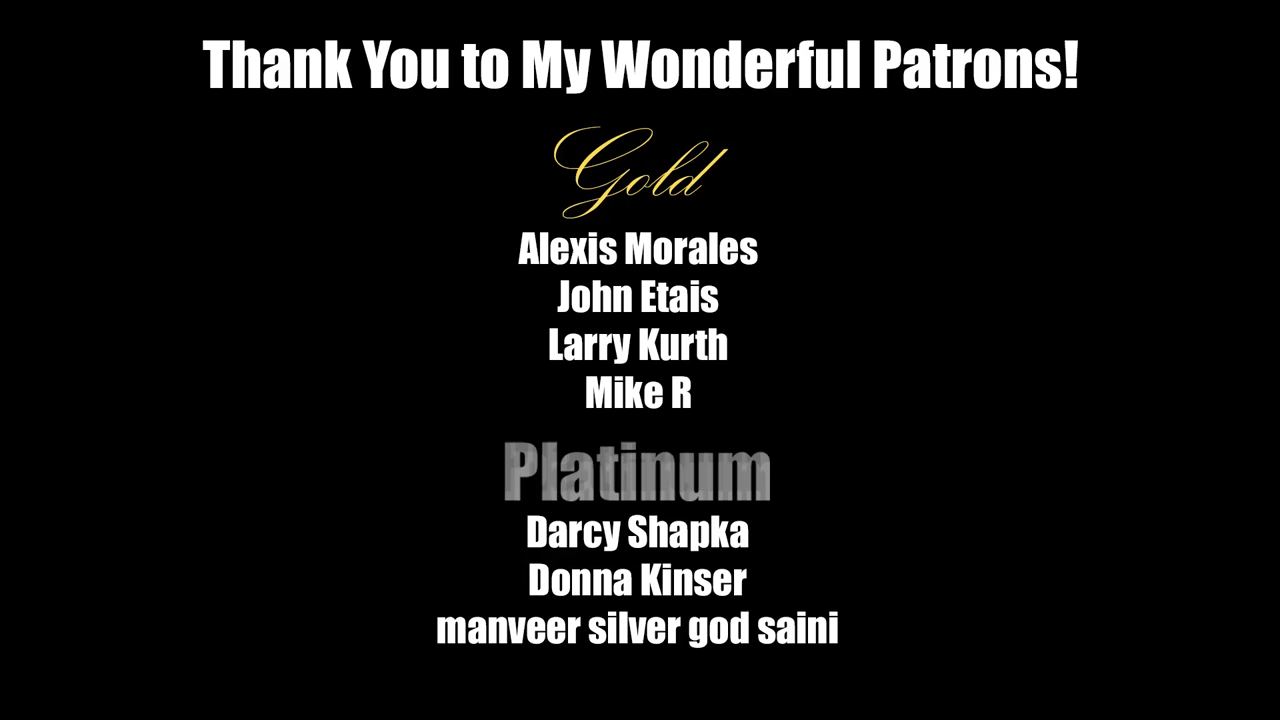 Thank You to My Wonderful Patrons!
Gold
Alexis Morales
John Etais
Larry Kurth
Mike R
Platinum
Darcy Shapka
Donna Kinser
manveer silver god saini